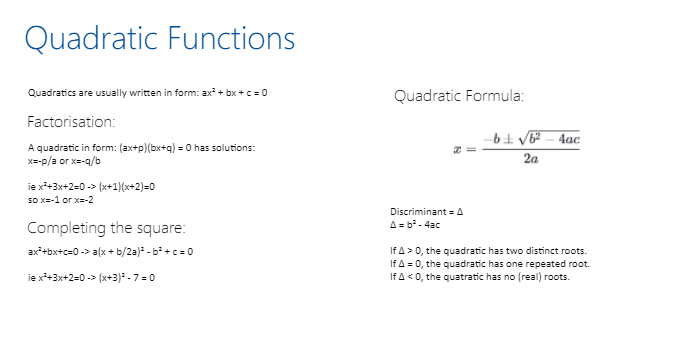 Quadratic Functions
Quadratics are usually written in form: ax² + bx + c = 0
Factorisation:
A quadratic in form: (ax+p)(bx+q) = 0 has solutions:
x=-p/a or x=-q/b
ie x²+3x+2=0 -> (x+1)(x+2)=0
so x=-1 or x=-2
Completing the square:
ax²+bx+c=0 -> a(x + b/2a)² - b² + c = 0
ie x²+3x+2=0 -> (x+3)² - 7 = 0
Quadratic Formula:
x = (-b ± √(b² - 4ac)) / 2a
Discriminant = Δ
Δ = b² - 4ac
If Δ > 0, the quadratic has two distinct roots.
If Δ = 0, the quadratic has one repeated root.
If Δ < 0, the quatratic has no (real) roots.